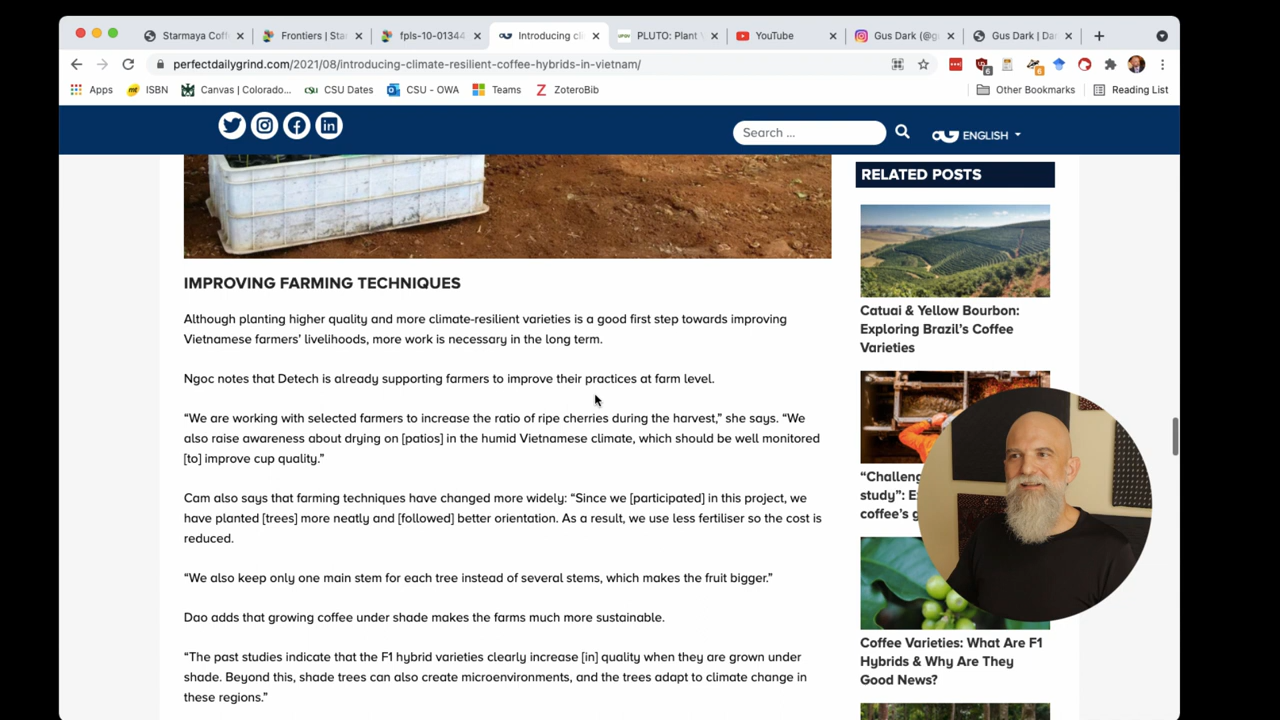 Starmaya Cof
Frontiers | Sta
fpls-10-01344
Introducing cl
PLUTO: Plant
YouTube
Gus Dark (@g
Gus Dark | Da
perfectdailygrind.com/2021/08/introducing-climate-resilient-coffee-hybrids-in-vietnam/
6
6
Apps
ISBN
Canvas | Colorado...
CSU Dates
CSU - OWA
Teams
ZoteroBib
Other Bookmarks
Reading List
Search ...
ENGLISH
IMPROVING FARMING TECHNIQUES
Although planting higher quality and more climate-resilient varieties is a good first step towards improving
Vietnamese farmers’ livelihoods, more work is necessary in the long term.
Ngoc notes that Detech is already supporting farmers to improve their practices at farm level.
“We are working with selected farmers to increase the ratio of ripe cherries during the harvest,” she says. “We
also raise awareness about drying on [patios] in the humid Vietnamese climate, which should be well monitored
[to] improve cup quality.”
Cam also says that farming techniques have changed more widely: “Since we [participated] in this project, we
have planted [trees] more neatly and [followed] better orientation. As a result, we use less fertiliser so the cost is
reduced.
“We also keep only one main stem for each tree instead of several stems, which makes the fruit bigger.”
Dao adds that growing coffee under shade makes the farms much more sustainable.
“The past studies indicate that the F1 hybrid varieties clearly increase [in] quality when they are grown under
shade. Beyond this, shade trees can also create microenvironments, and the trees adapt to climate change in
these regions.”
RELATED POSTS
Catuai & Yellow Bourbon:
Exploring Brazil’s Coffee
Varieties
“Challeng
study”: E
coffee’s g
Coffee Varieties: What Are F1
Hybrids & Why Are They
Good News?